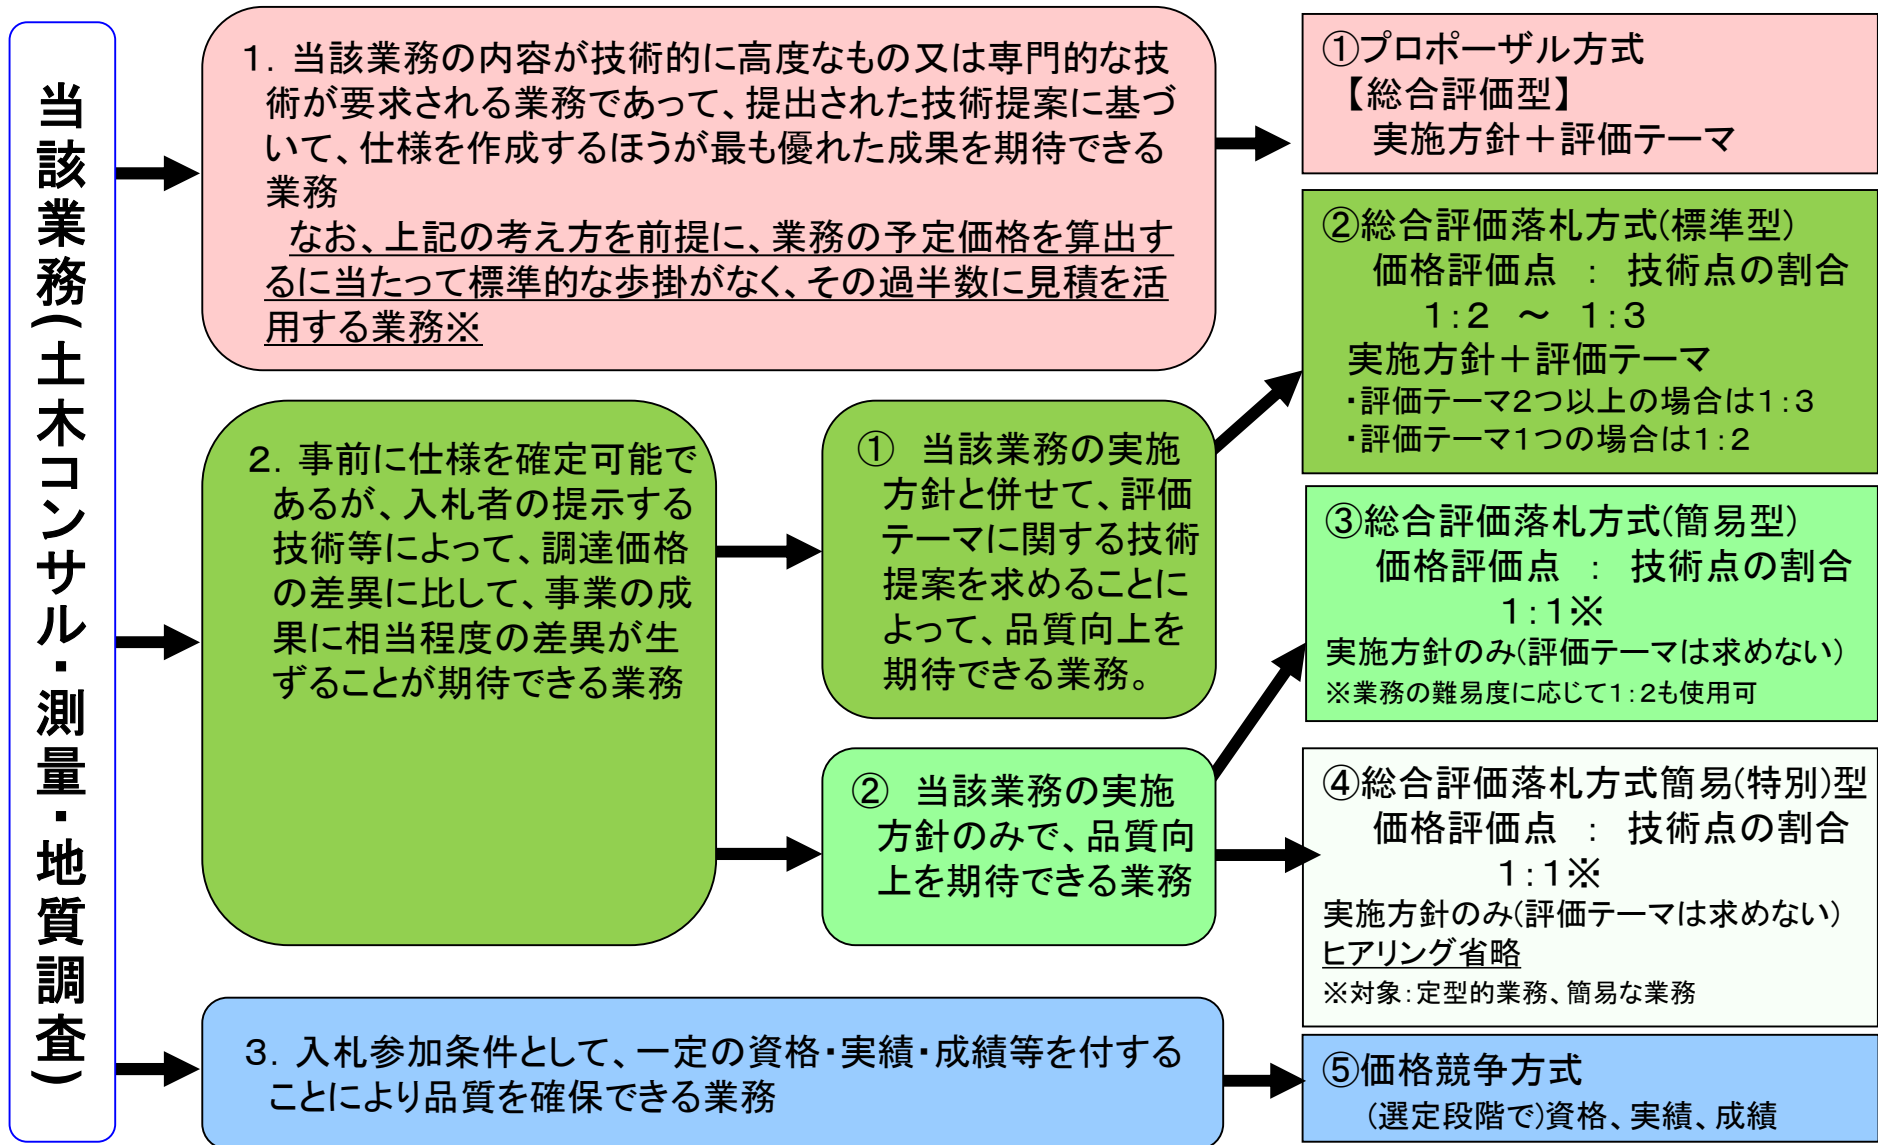 当該業務(土木コンサル・測量・地質調査)
1．当該業務の内容が技術的に高度なもの又は専門的な技
術が要求される業務であって、提出された技術提案に基づ
いて、仕様を作成するほうが最も優れた成果を期待できる
業務
なお、上記の考え方を前提に、業務の予定価格を算出す
るに当たって標準的な歩掛がなく、その過半数に見積を活
用する業務※
①プロポーザル方式
【総合評価型】
実施方針＋評価テーマ
2．事前に仕様を確定可能で
あるが、入札者の提示する
技術等によって、調達価格
の差異に比して、事業の成
果に相当程度の差異が生
ずることが期待できる業務
① 当該業務の実施
方針と併せて、評価
テーマに関する技術
提案を求めることに
よって、品質向上を
期待できる業務。
②総合評価落札方式(標準型)
価格評価点 ： 技術点の割合
1：2 ～ 1：3
実施方針＋評価テーマ
・評価テーマ2つ以上の場合は1：3
・評価テーマ1つの場合は1：2
② 当該業務の実施
方針のみで、品質向
上を期待できる業務
③総合評価落札方式(簡易型)
価格評価点 ： 技術点の割合
1：1※
実施方針のみ(評価テーマは求めない)
※業務の難易度に応じて1：2も使用可
④総合評価落札方式簡易(特別)型
価格評価点 ： 技術点の割合
1：1※
実施方針のみ(評価テーマは求めない)
ヒアリング省略
※対象：定型的業務、簡易な業務
3．入札参加条件として、一定の資格・実績・成績等を付する
ことにより品質を確保できる業務
⑤価格競争方式
(選定段階で)資格、実績、成績